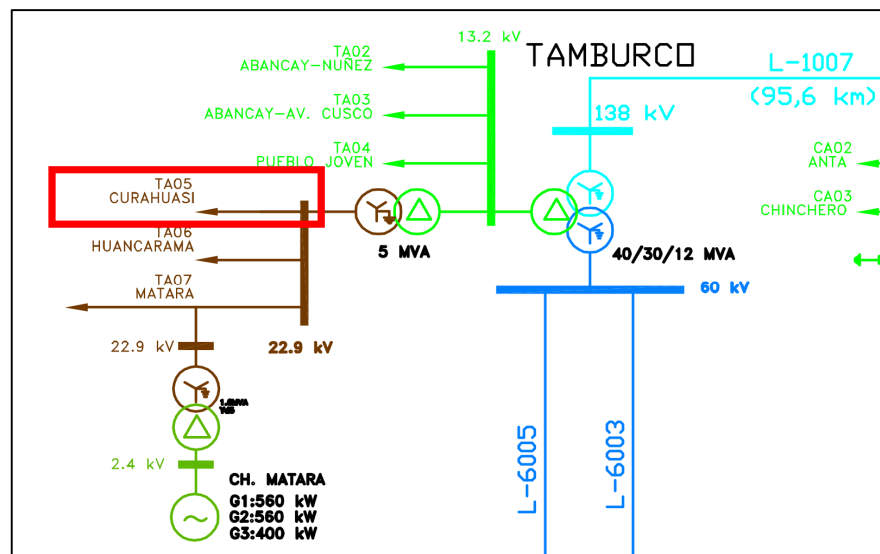 13.2 kV
TAMBURCO
TA02
ABANCAY-NUÑEZ
L-1007
(95,6 km)
TA03
ABANCAY-AV. CUSCO
138 kV
TA04
PUEBLO JOVEN
CA02
ANTA
TA05
CURAHUASI
CA03
CHINCHERO
TA06
HUANCARAMA
5 MVA
40/30/12 MVA
TA07
MATARA
60 kV
22.9 kV
22.9 kV
2.4 kV
CH. MATARA
G1:560 kW
G2:560 kW
G3:400 kW
L-6005
L-6003